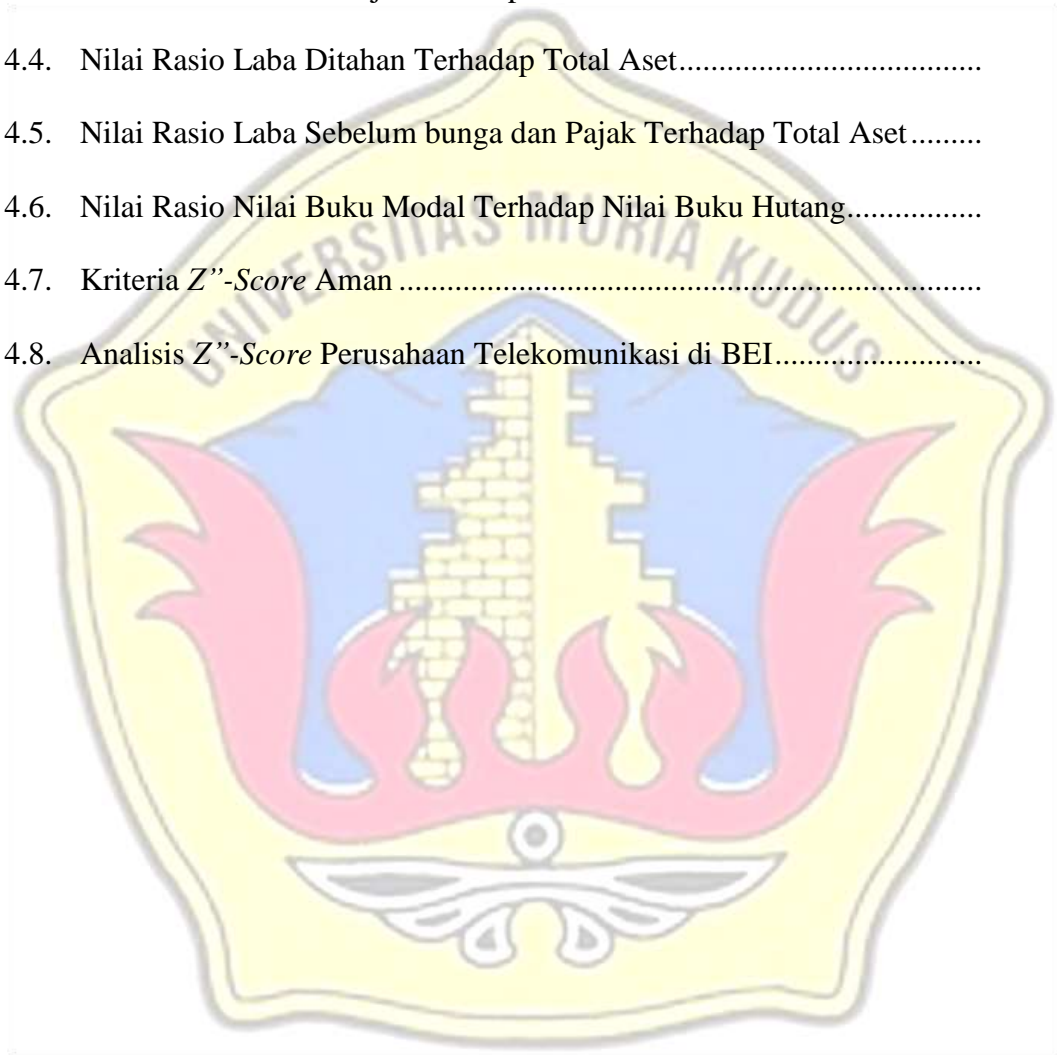 4.4. Nilai Rasio Laba Ditahan Terhadap Total Aset......................................
4.5. Nilai Rasio Laba Sebelum bunga dan Pajak Terhadap Total Aset.........
4.6. Nilai Rasio Nilai Buku Modal Terhadap Nilai Buku Hutang.................
4.7. Kriteria Z”-Score Aman ........................................................................
4.8. Analisis Z”-Score Perusahaan Telekomunikasi di BEI..........................
UNIVERSITAS MURIA KUDUS